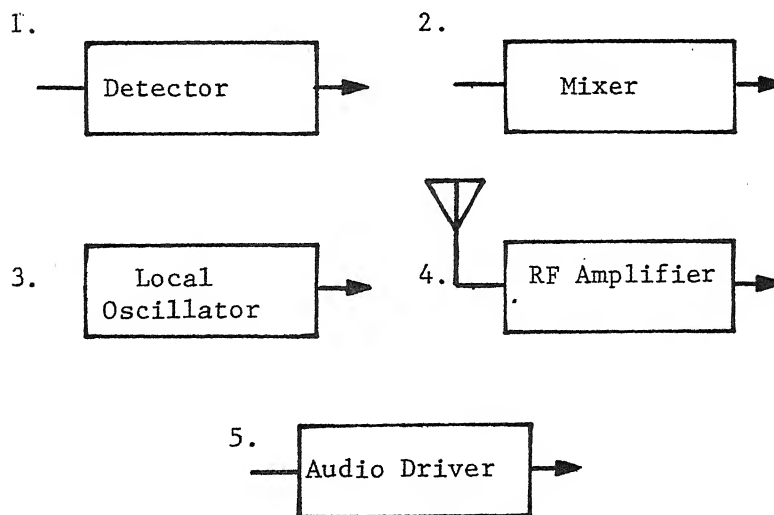 1.
Detector
2.
Mixer
3.
Local
Oscillator
4.
RF Amplifier
5.
Audio Driver